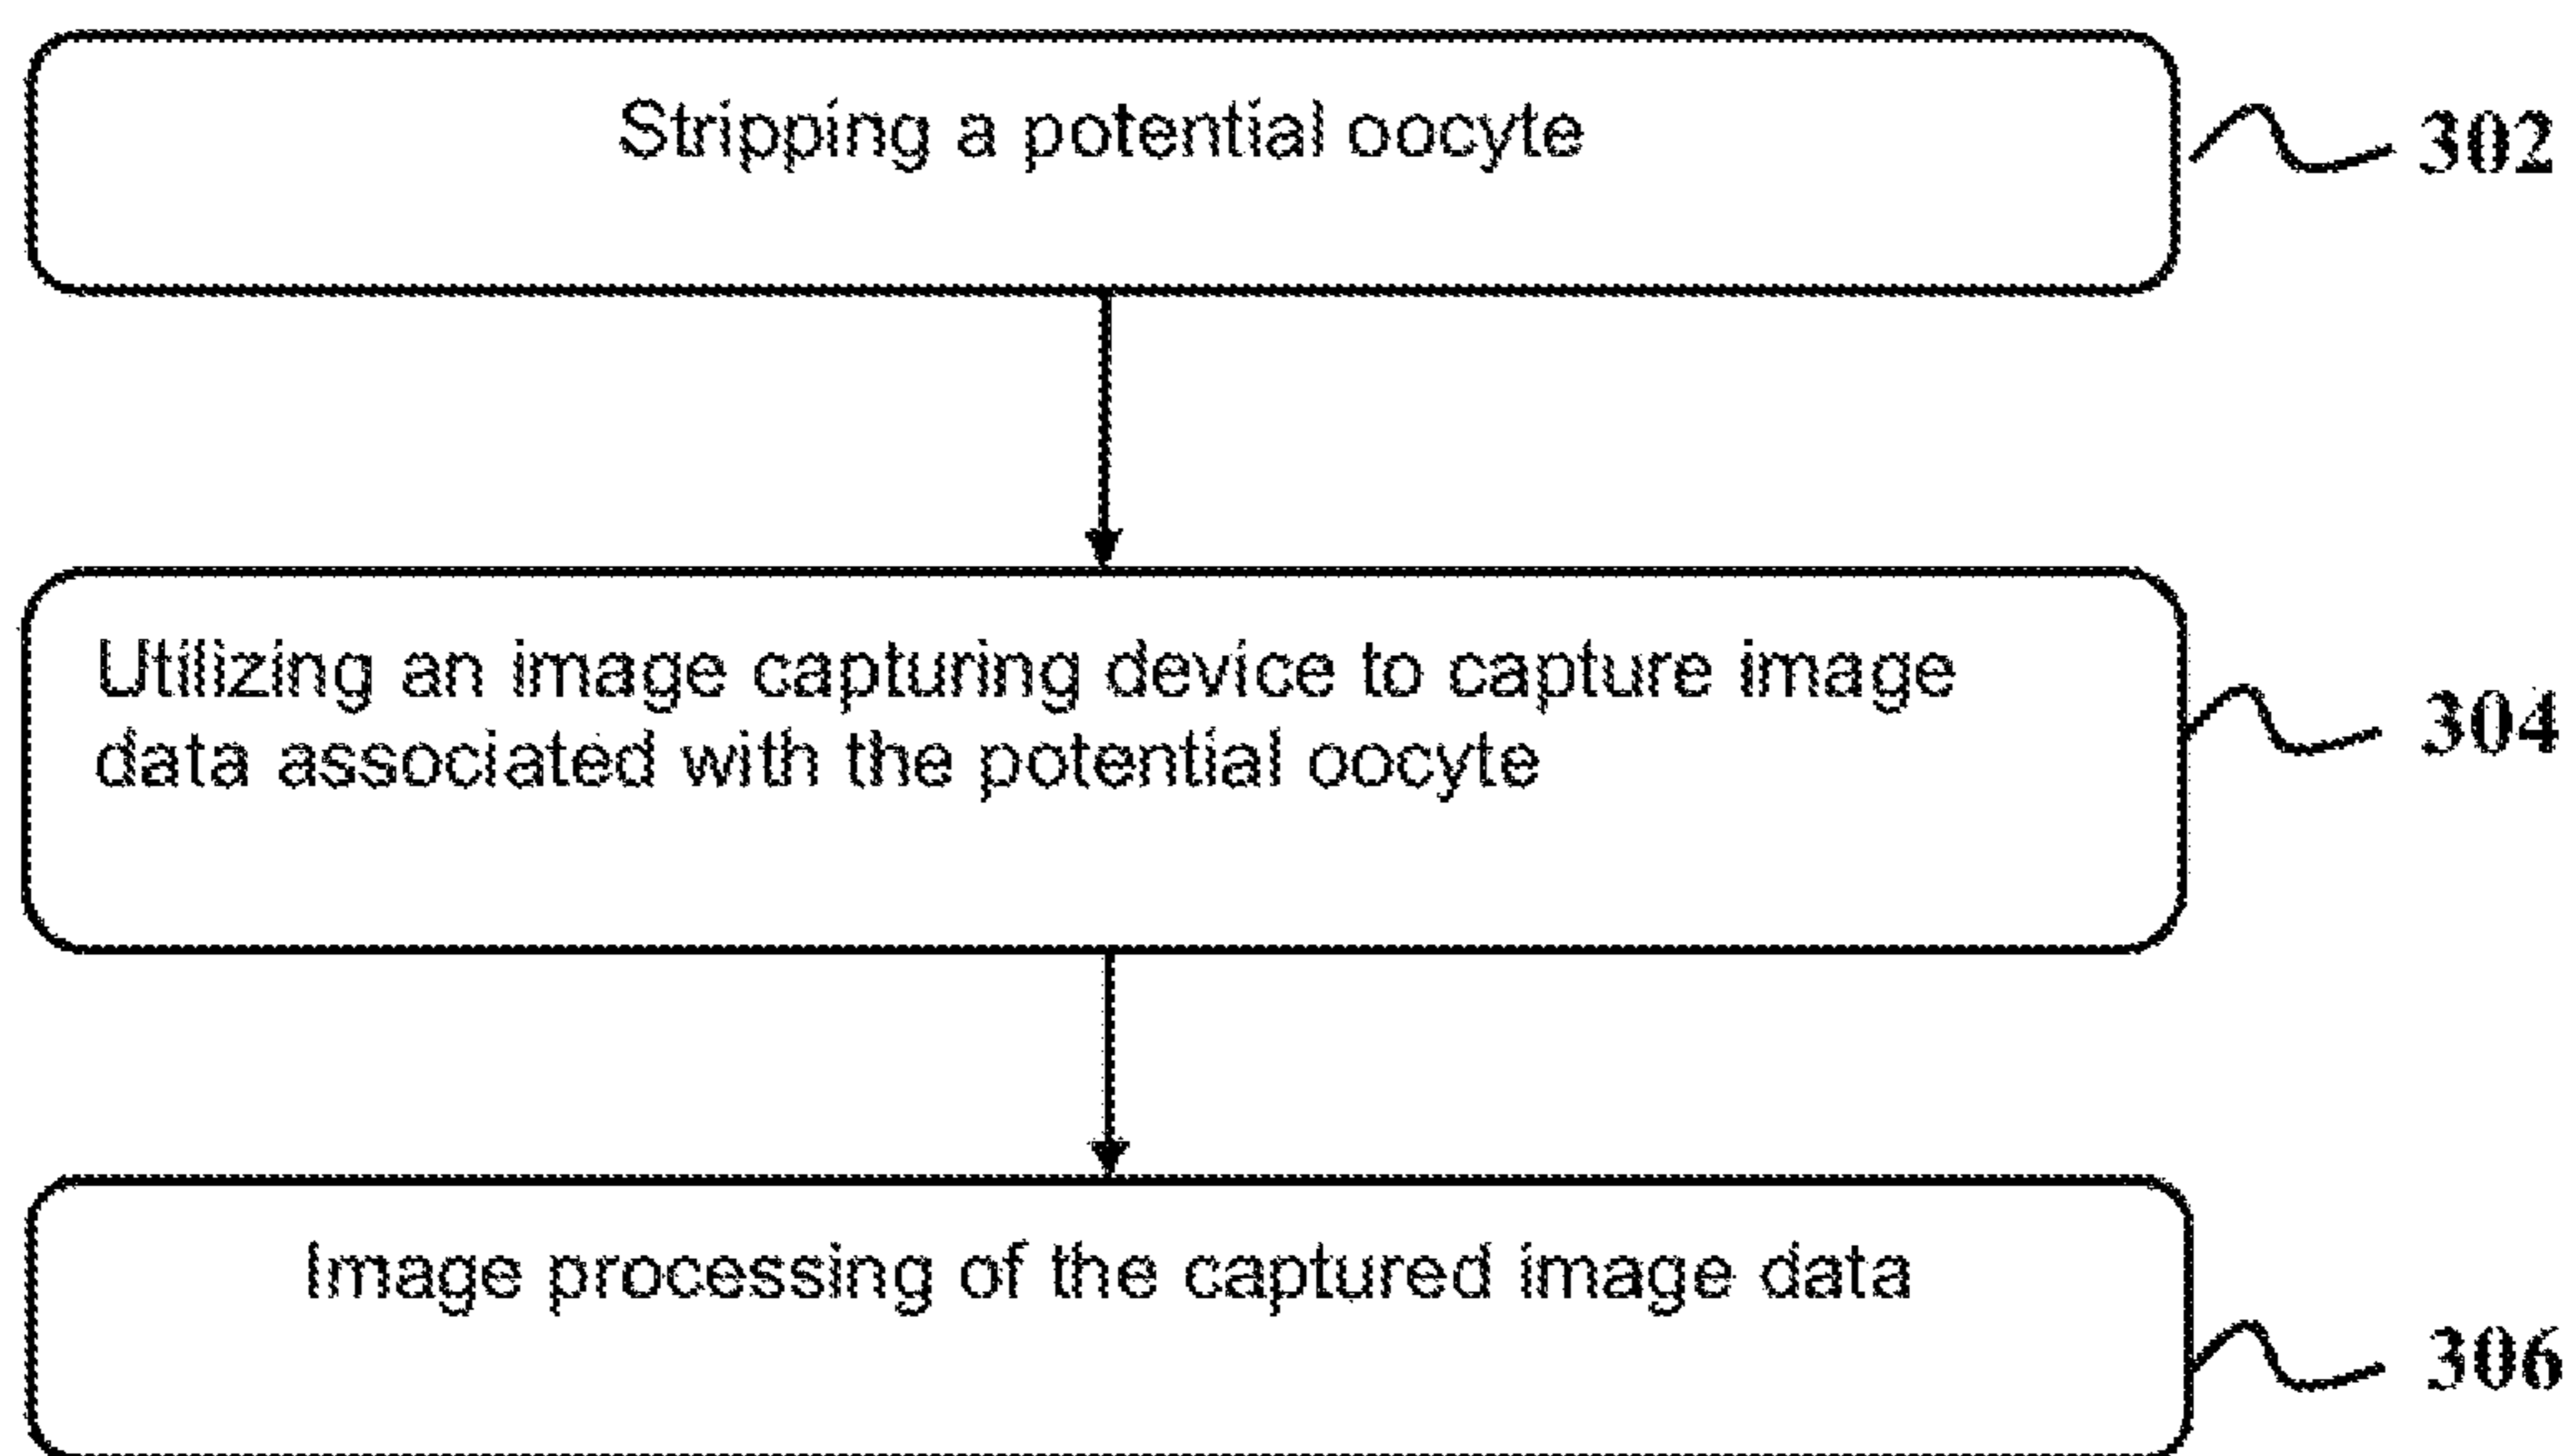 Stripping a potential oocyte
302
Utilizing an image capturing device to capture image
data associated with the potential oocyte
304
Image processing of the captured image data
306